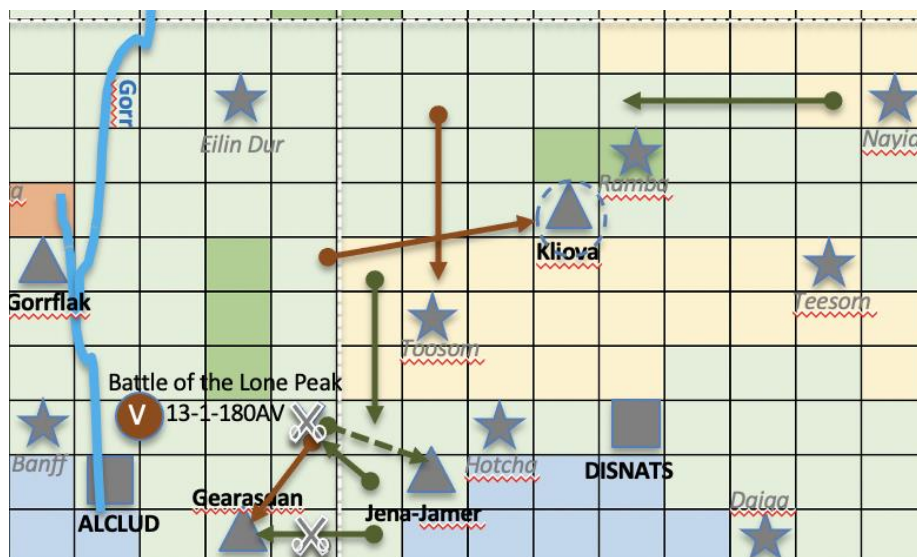 Gorr
Eilin Dur
Nayia
Ramba
a
Kliova
Gorrflak
Teesom
Toosom
Battle of the Lone Peak
V
13-1-180AV
Banff
Hotcha
DISNATS
Gearasdan
ALCLUD
Jena-Jamer
Daiga